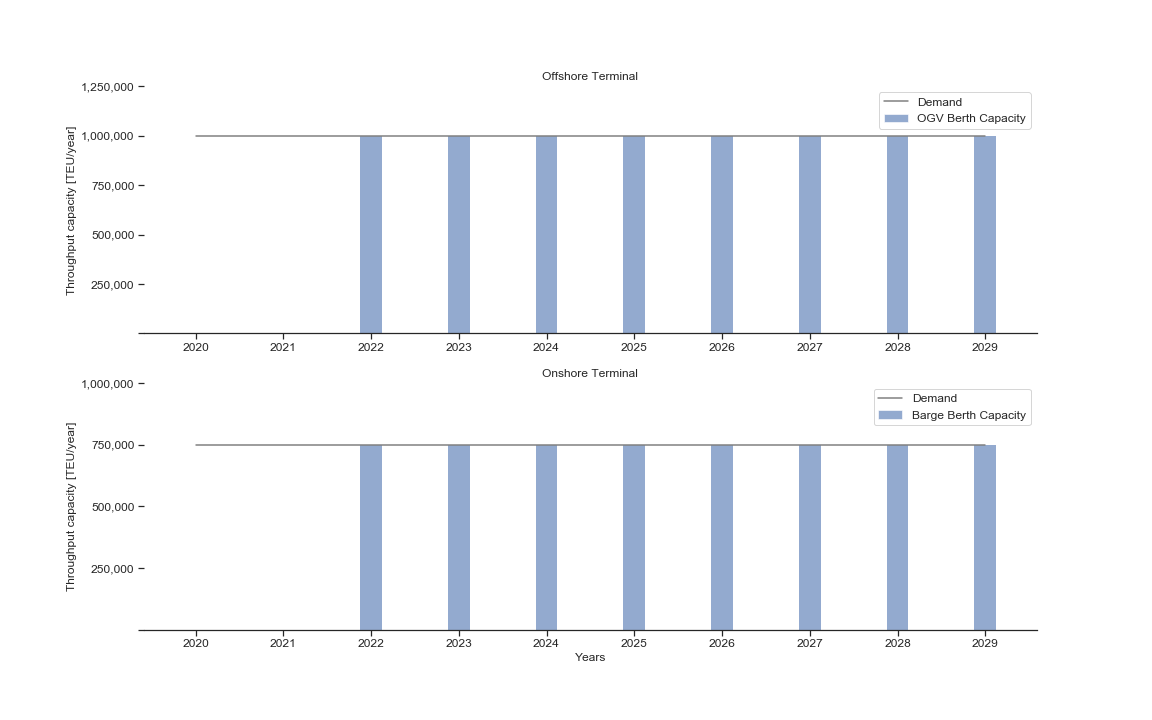 Offshore Terminal
1,250,000
1,000,000
750,000
500,000
250,000
Throughput capacity [TEU/year]
Demand
OGV Berth Capacity
2020 2021 2022 2023 2024 2025 2026 2027 2028 2029
Onshore Terminal
1,000,000
750,000
500,000
250,000
Throughput capacity [TEU/year]
Demand
Barge Berth Capacity
2020 2021 2022 2023 2024 2025 2026 2027 2028 2029
Years